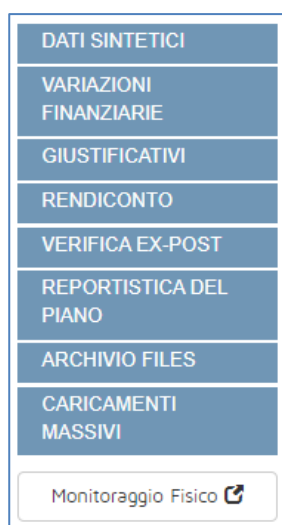 DATI SINTETICI
VARIAZIONI
FINANZIARIE
GIUSTIFICATIVI
RENDICONTO
VERIFICA EX-POST
REPORTISTICA DEL
PIANO
ARCHIVIO FILES
CARICAMENTI
MASSIVI
Monitoraggio Fisico